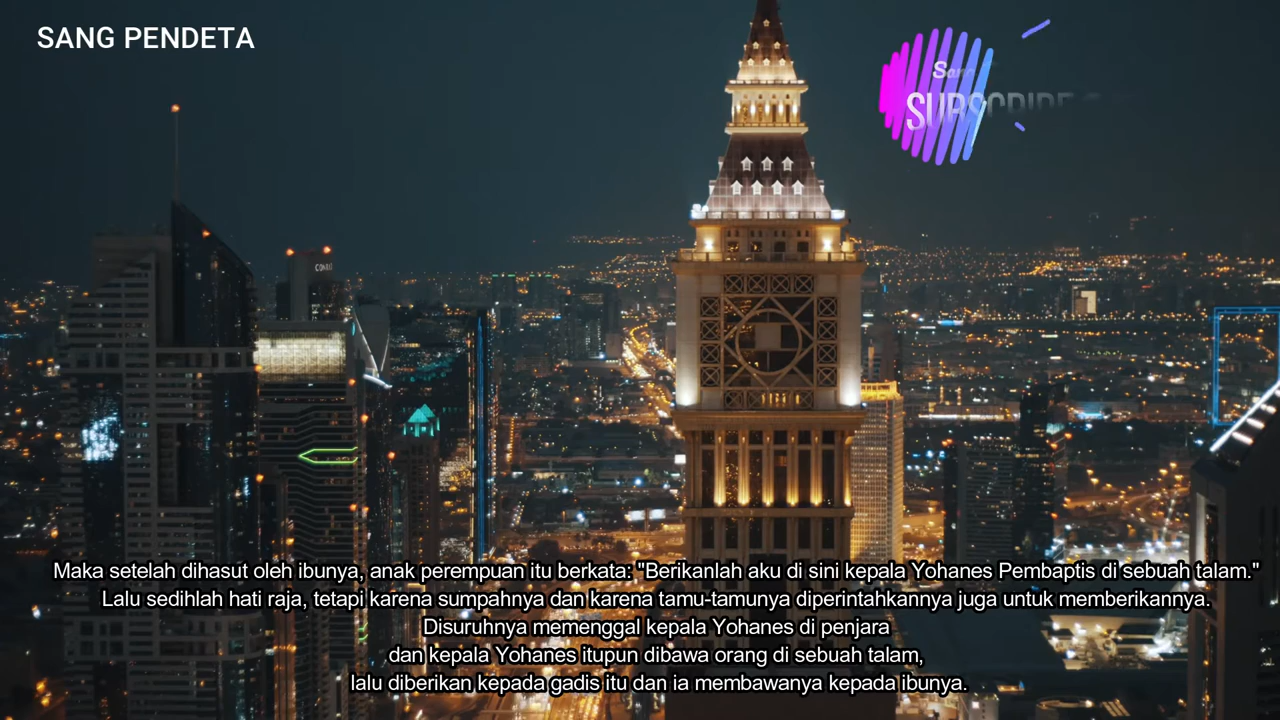 SANG PENDETA
SUBSCRIBE
CONRAD
Maka setelah dihasut oleh ibunya, anak perempuan itu berkata: "Berikanlah aku di sini kepala Yohanes Pembaptis di sebuah talam."
Lalu sedihlah hati raja, tetapi karena sumpahnya dan karena tamu-tamunya diperintahkannya juga untuk memberikannya.
Disuruhnya memenggal kepala Yohanes di penjara
dan kepala Yohanes itupun dibawa orang di sebuah talam,
lalu diberikan kepada gadis itu dan ia membawanya kepada ibunya.